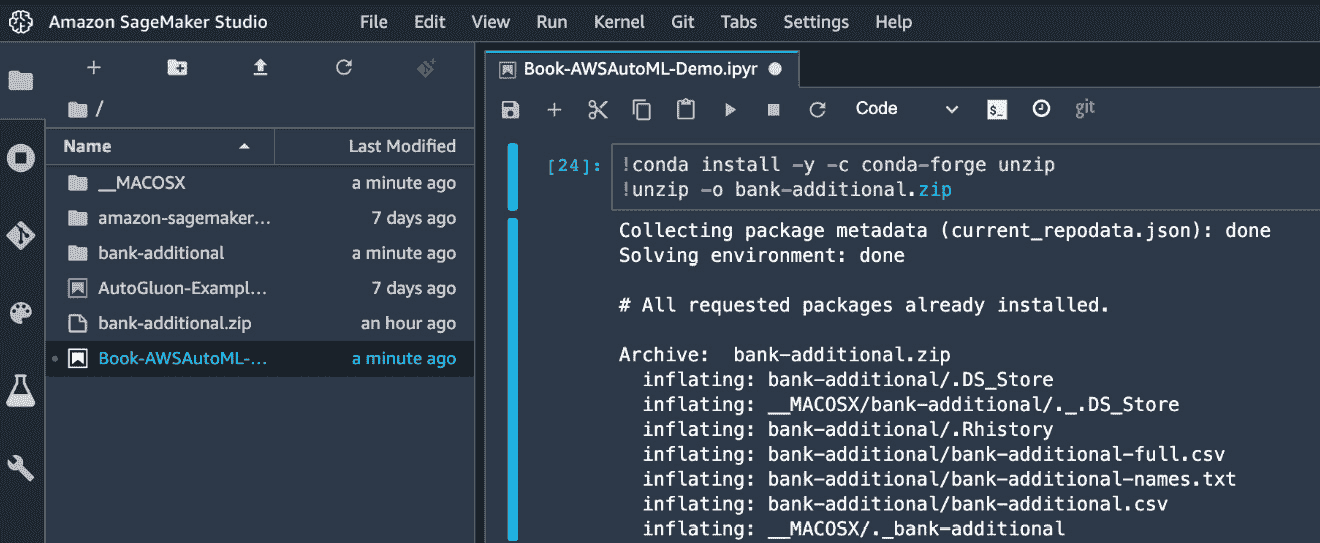 Amazon SageMaker Studio File Edit View Run Kernel Git Tabs Settings Help
/
Name Last Modified
__MACOSX a minute ago
amazon-sagemaker... 7 days ago
bank-additional a minute ago
AutoGluon-Exampl... 7 days ago
bank-additional.zip an hour ago
Book-AWSAutoML-... a minute ago
Book-AWSAutoML-Demo.ipyr
Code $_ git
[24]: !conda install -y -c conda-forge unzip
!unzip -o bank-additional.zip
Collecting package metadata (current_repodata.json): done
Solving environment: done
# All requested packages already installed.
Archive:  bank-additional.zip
inflating: bank-additional/.DS_Store
inflating: __MACOSX/bank-additional/._.DS_Store
inflating: bank-additional/.Rhistory
inflating: bank-additional/bank-additional-full.csv
inflating: bank-additional/bank-additional-names.txt
inflating: bank-additional/bank-additional.csv
inflating: __MACOSX/._bank-additional